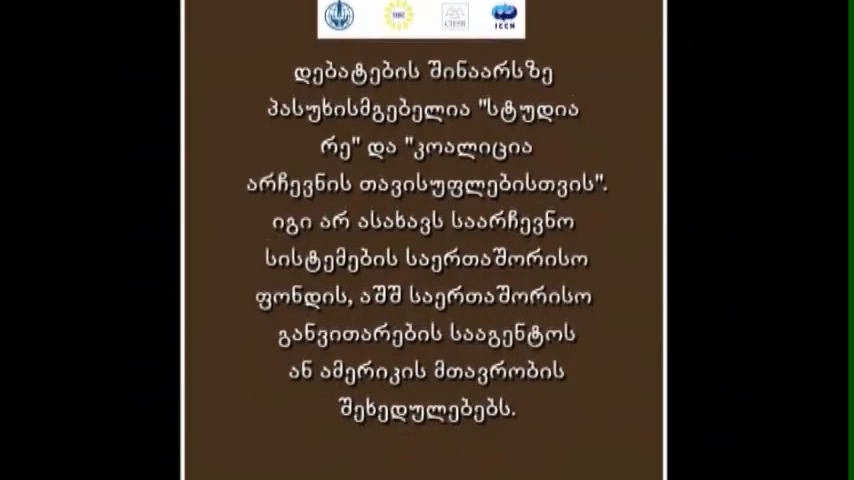 ICCN
დებატების შინაარსზე
პასუხისმგებელია "სტუდია
რე" და "კოალიცია
არჩევნის თავისუფლებისთვის".
იგი არ ასახავს საარჩევნო
სისტემების საერთაშორისო
ფონდის, აშშ საერთაშორისო
განვითარების სააგენტოს
ან ამერიკის მთავრობის
შეხედულებებს.